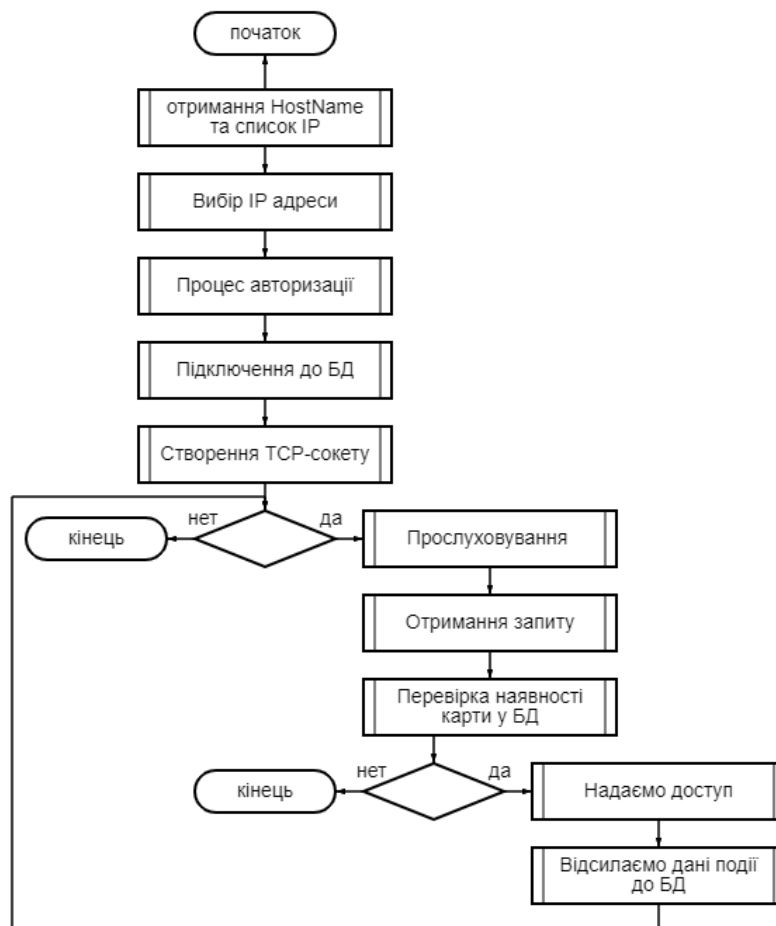 початок
отримання HostName
та список IP
Вибір IP адреси
Процес авторизації
Підключення до БД
Створення TCP-сокету
нет
да
кінець
Прослуховування
Отримання запиту
Перевірка наявності
карти у БД
нет
да
кінець
Надаємо доступ
Відсилаємо дані події
до БД